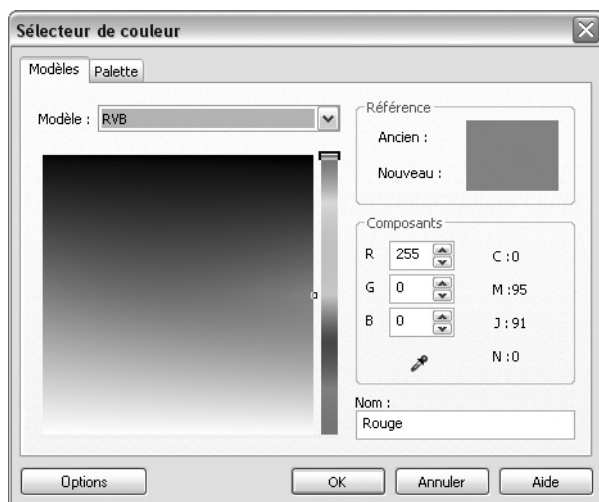 Sélecteur de couleur
Modèles Palette
Modèle : RVB
Référence
Ancien :
Nouveau :
Composants
R 255 C :0
G 0 M :95
B 0 J :91
N :0
Nom :
Rouge
Options OK Annuler Aide